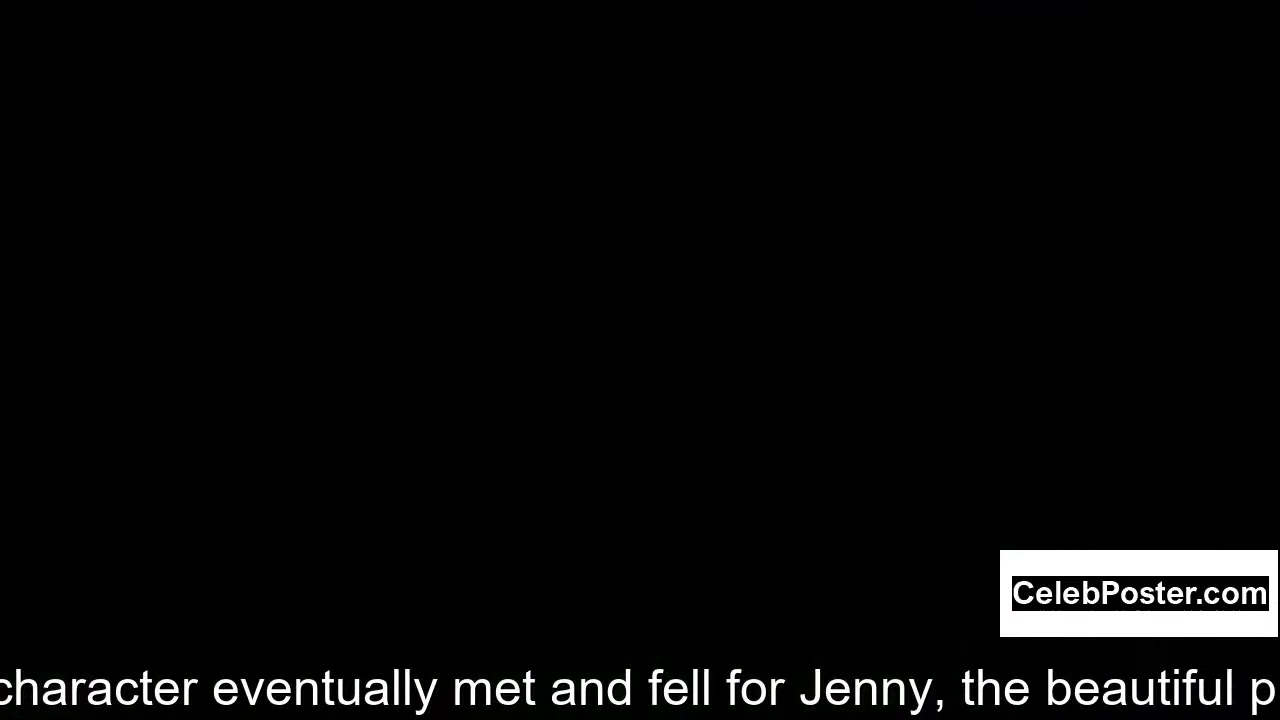 CelebPoster.com
character eventually met and fell for Jenny, the beautiful p